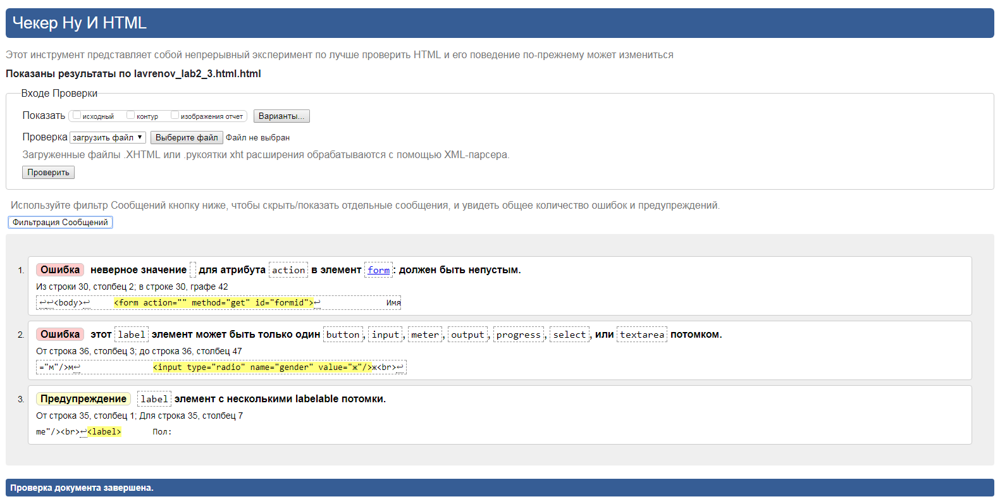 Чекер Ну И HTML
Этот инструмент представляет собой непрерывный эксперимент по лучше проверить HTML и его поведение по-прежнему может измениться
Показаны результаты по lavrenov_lab2_3.html.html
Входе Проверки
Показать исходный контур изображения отчет Варианты...
Проверка загрузить файл ▼ Выберите файл Файл не выбран
Загруженные файлы .XHTML или .рукоятки xht расширения обрабатываются с помощью XML-парсера.
Проверить
Используйте фильтр Сообщений кнопку ниже, чтобы скрыть/показать отдельные сообщения, и увидеть общее количество ошибок и предупреждений.
Фильтрация Сообщений
1. Ошибка неверное значение для атрибута action в элемент form: должен быть непустым.
Из строки 30, столбец 2; в строке 30, графе 42
↩↩<body>↩ <form action="" method="get" id="formid">↩ Имя
2. Ошибка этот label элемент может быть только один button, input, meter, output, progress, select, или textarea потомком.
От строка 36, столбец 3; до строка 36, столбец 47
="м"/>м↩ <input type="radio" name="gender" value="ж"/>ж<br>↩
3. Предупреждение label элемент с несколькими labelable потомки.
От строка 35, столбец 1; Для строка 35, столбец 7
me"/><br>↩<label> Пол:
Проверка документа завершена.